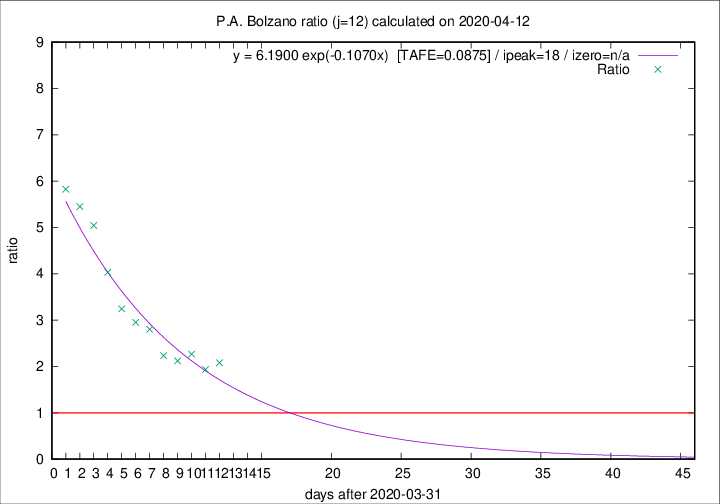 P.A. Bolzano ratio (j=12) calculated on 2020-04-12
y = 6.1900 exp(-0.1070x) [TAFE=0.0875] / ipeak=18 / izero=n/a
Ratio
9
8
7
6
5
4
3
2
1
0
ratio
0 1 2 3 4 5 6 7 8 9 10 11 12 13 14 15 20 25 30 35 40 45
days after 2020-03-31